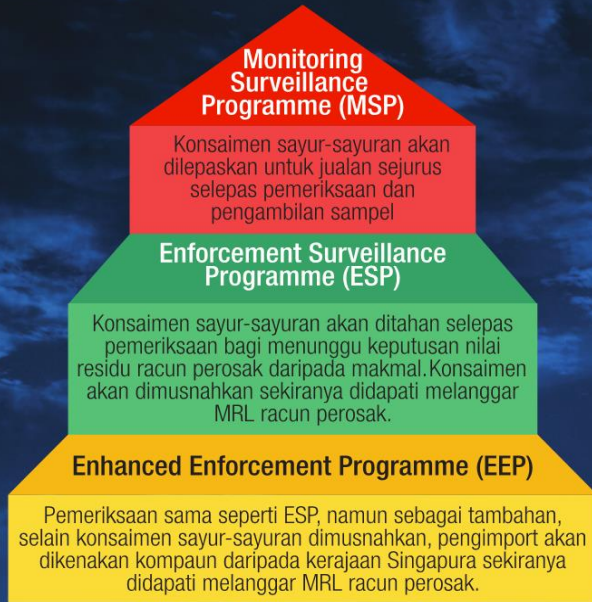 Monitoring
Surveillance
Programme (MSP)
Konsaimen sayur-sayuran akan
dilepaskan untuk jualan sejurus
selepas pemeriksaan dan
pengambilan sampel
Enforcement Surveillance
Programme (ESP)
Konsaimen sayur-sayuran akan ditahan selepas
pemeriksaan bagi menunggu keputusan nilai
residu racun perosak daripada makmal.Konsaimen
akan dimusnahkan sekiranya didapati melanggar
MRL racun perosak.
Enhanced Enforcement Programme (EEP)
Pemeriksaan sama seperti ESP, namun sebagai tambahan,
selain konsaimen sayur-sayuran dimusnahkan, pengimport akan
dikenakan kompaun daripada kerajaan Singapura sekiranya
didapati melanggar MRL racun perosak.